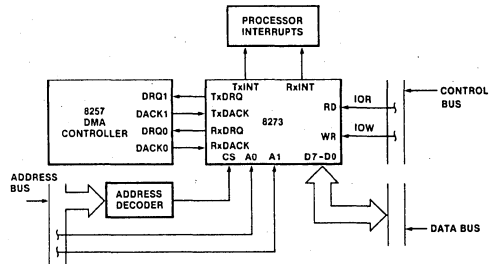 PROCESSOR
INTERRUPTS
TxINT RxINT
8257
DMA
CONTROLLER
DRQ1
DACK1
DRQ0
DACK0
TxDRQ
TxDACK
RxDRQ
RxDACK
8273
CS A0 A1
RD
WR
D7-D0
IOR
IOW
CONTROL
BUS
ADDRESS
BUS
ADDRESS
DECODER
DATA BUS